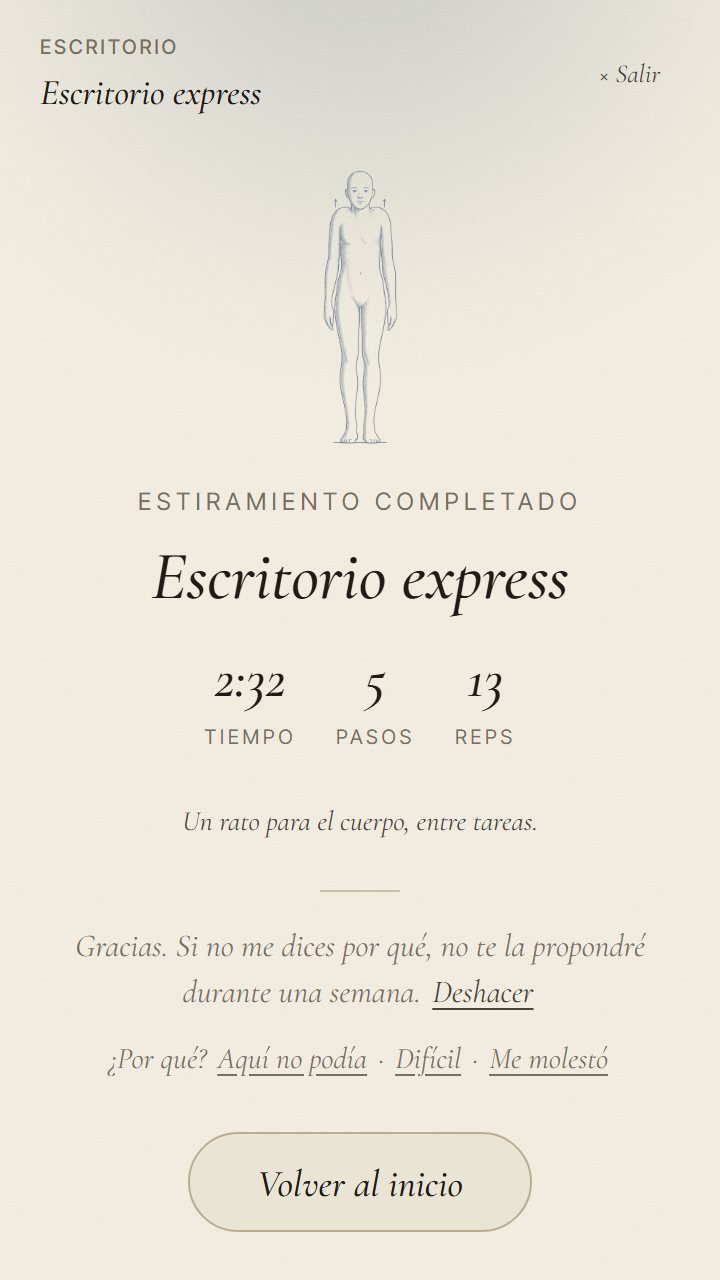 ESCRITORIO
Escritorio express
× Salir
ESTIRAMIENTO COMPLETADO
Escritorio express
2:32 5 13
TIEMPO PASOS REPS
Un rato para el cuerpo, entre tareas.
Gracias. Si no me dices por qué, no te la propondré
durante una semana. Deshacer
¿Por qué? Aquí no podía · Difícil · Me molestó
Volver al inicio